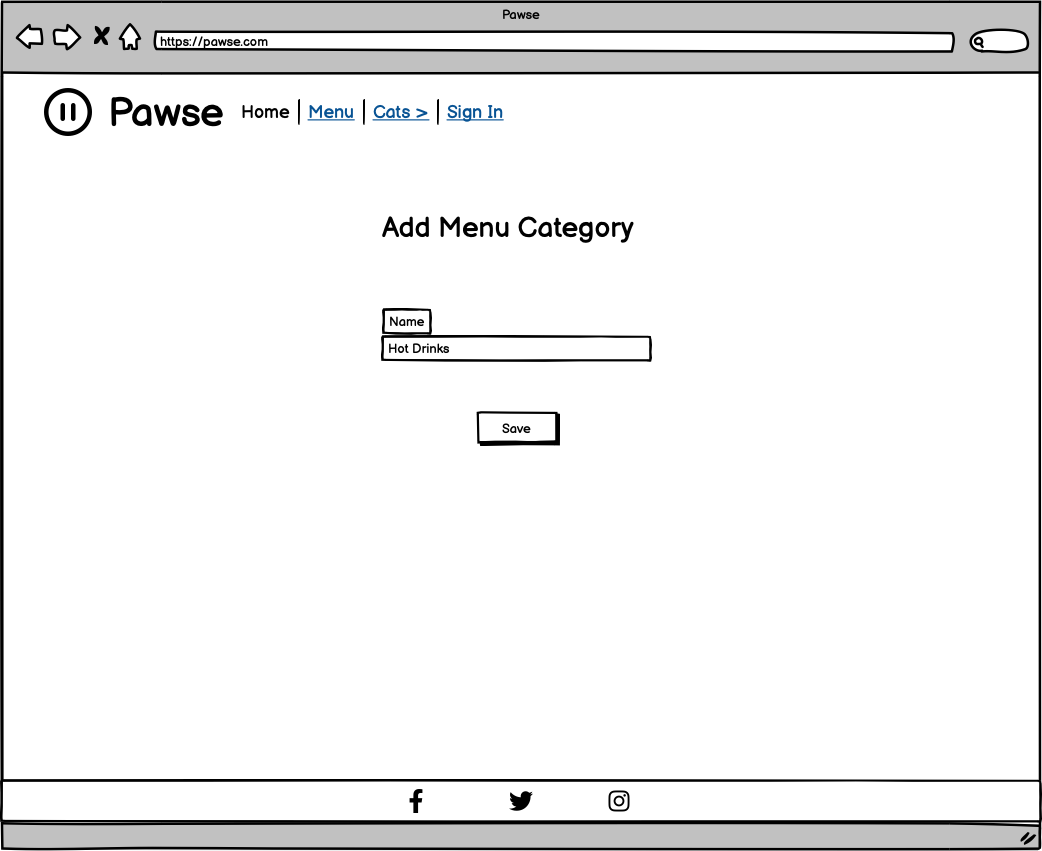 Pawse
https://pawse.com
Pawse Home Menu Cats > Sign In
Add Menu Category
Name
Hot Drinks
Save